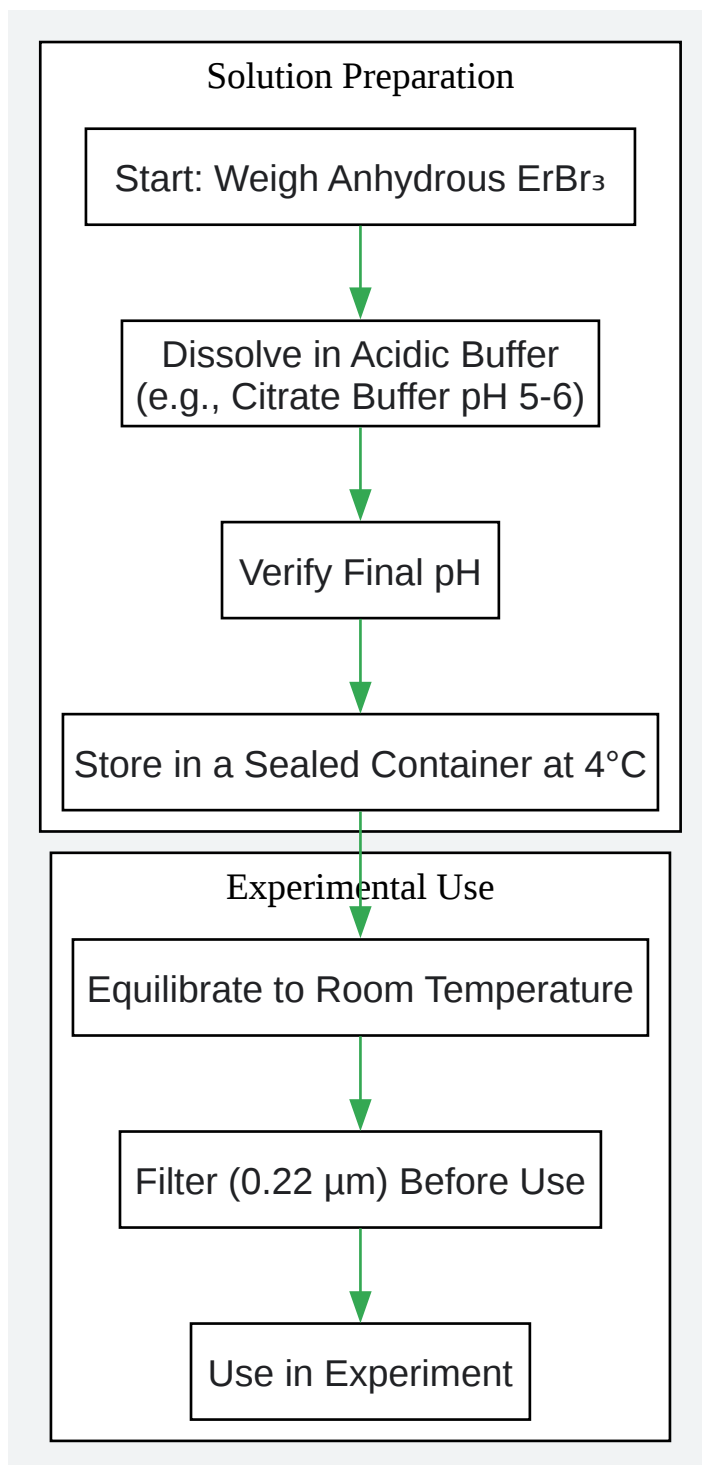 Solution Preparation
Start: Weigh Anhydrous ErBr₃
Dissolve in Acidic Buffer
(e.g., Citrate Buffer pH 5-6)
Verify Final pH
Store in a Sealed Container at 4°C
Experimental Use
Equilibrate to Room Temperature
Filter (0.22 µm) Before Use
Use in Experiment